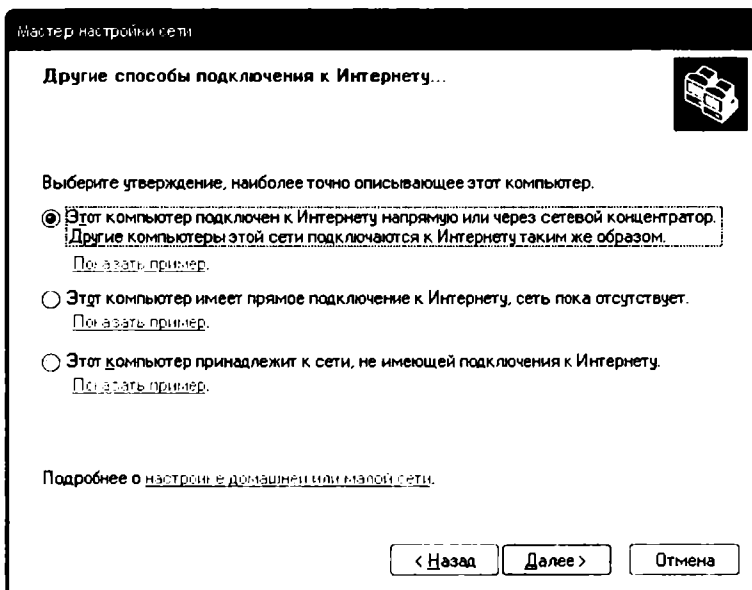 Мастер настройки сети
Другие способы подключения к Интернету...
Выберите утверждение, наиболее точно описывающее этот компьютер.
Этот компьютер подключен к Интернету напрямую или через сетевой концентратор.
Другие компьютеры этой сети подключаются к Интернету таким же образом.
Показать пример.
Этот компьютер имеет прямое подключение к Интернету, сеть пока отсутствует.
Показать пример.
Этот компьютер принадлежит к сети, не имеющей подключения к Интернету.
Показать пример.
Подробнее о настройке домашней или малой сети.
< Назад Далее > Отмена